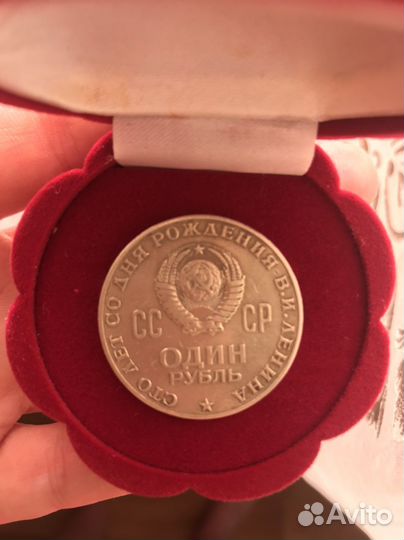 СТО ЛЕТ СО ДНЯ РОЖДЕНИЯ В.И.ЛЕНИНА
СС СР
ОДИН
РУБЛЬ
Avito